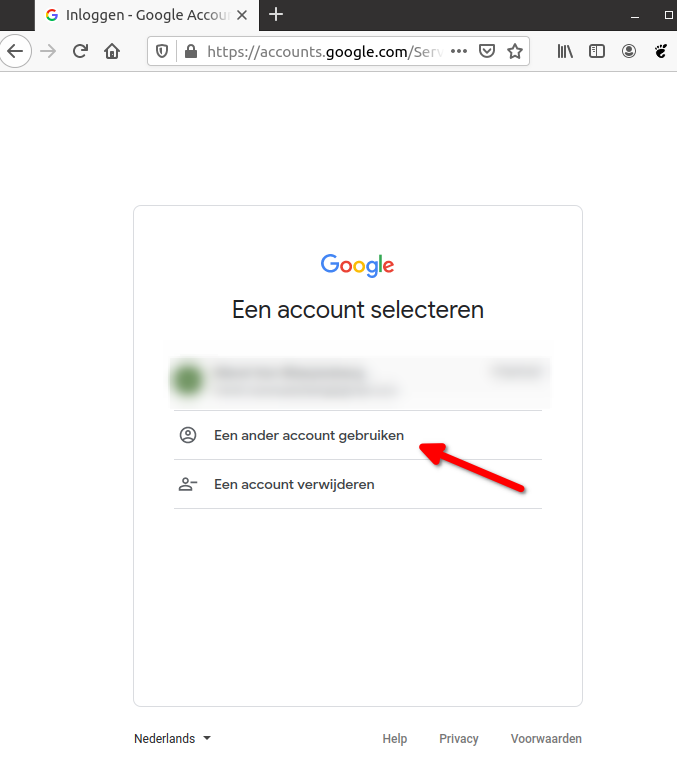 Inloggen - Google Accou
https://accounts.google.com/Serv
Google
Een account selecteren
Een ander account gebruiken
Een account verwijderen
Nederlands
Help
Privacy
Voorwaarden